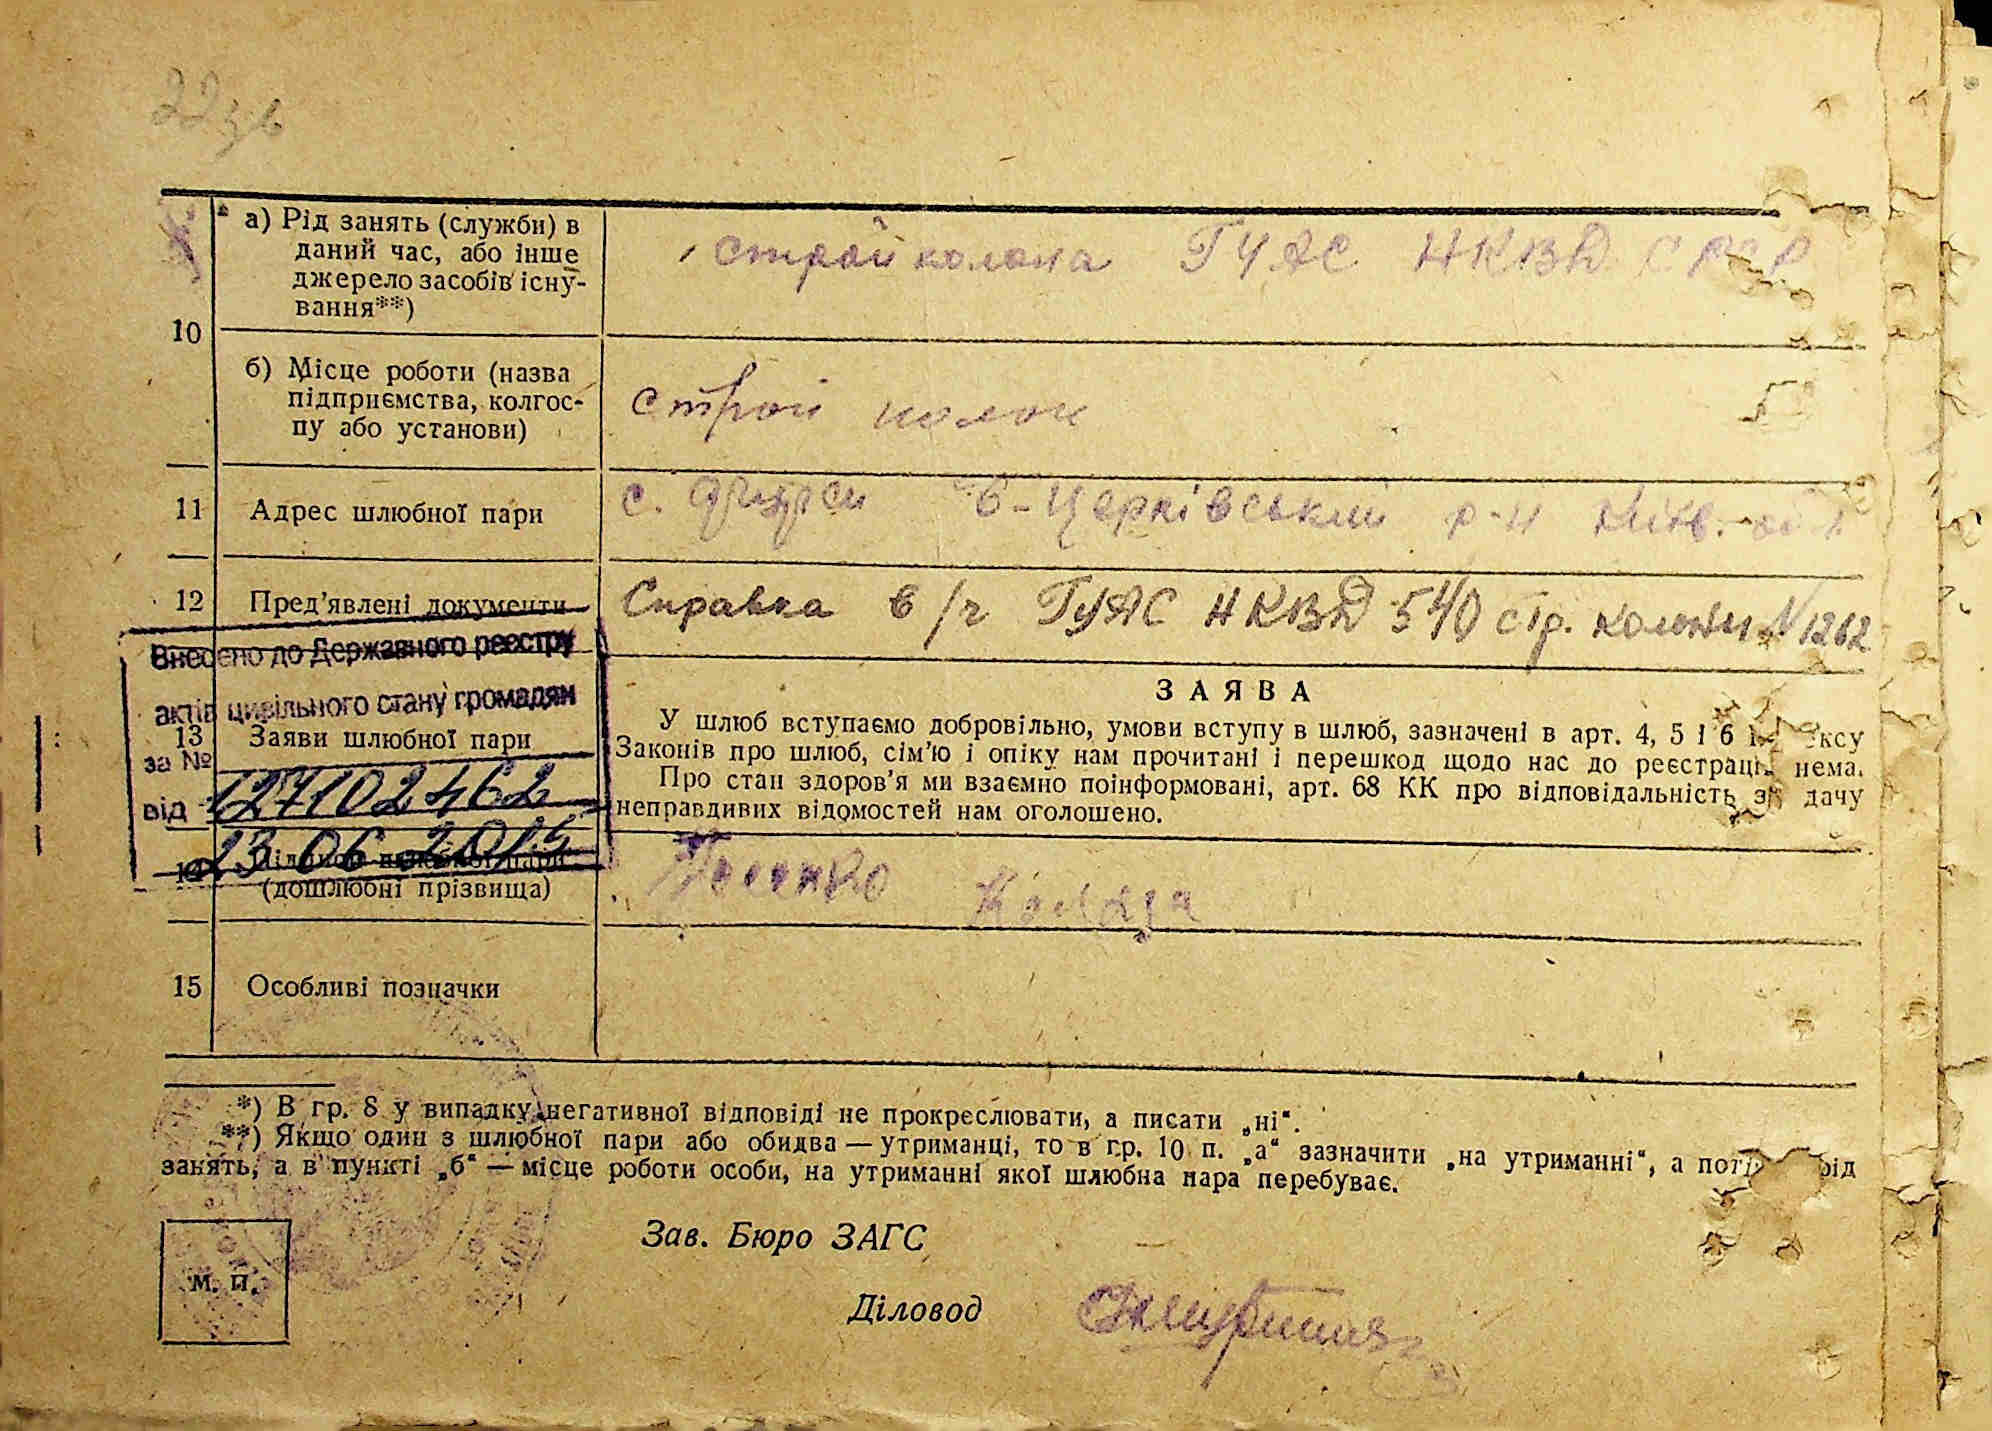 22зв
а) Рід занять (служби) в
даний час, або інше
джерело засобів існу-
вання**)
стройколона ГУАС НКВД СРСР
10
б) Місце роботи (назва
підприємства, колгос-
пу або установи)
строй колон
11 Адрес шлюбної пари
с. Фурси Б-Церківський р-н Київ. обл
12 Пред’явлені документи
Справка в/ч ГУАС НКВД 540 стр. колони № 1262
Внесено до Державного реєстру
актів цивільного стану громадян
за №
127102462
від
23 06 2015
13 Заяви шлюбної пари
ЗАЯВА
У шлюб вступаємо добровільно, умови вступу в шлюб, зазначені в арт. 4, 5 і 6
Законів про шлюб, сім’ю і опіку нам прочитані і перешкод щодо нас до реєстрації нема.
Про стан здоров’я ми взаємно поінформовані, арт. 68 КК про відповідальність за дачу
неправдивих відомостей нам оголошено.
14
(дошлюбні прізвища)
15 Особливі позначки
*) В гр. 8 у випадку негативної відповіді не прокреслювати, а писати „ні“.
**) Якщо один з шлюбної пари або обидва — утриманці, то в гр. 10 п. „а“ зазначити „на утриманні“, а рід
занять, а в пункті „б“ — місце роботи особи, на утриманні якої шлюбна пара перебуває.
Зав. Бюро ЗАГС
м. п.
Діловод